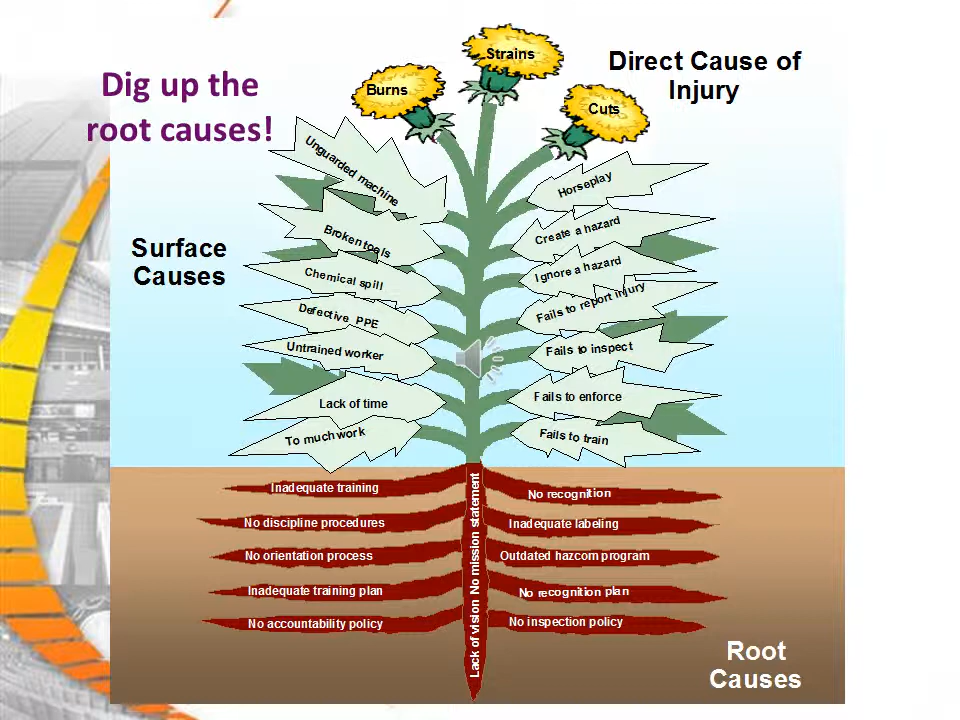 Dig up the
root causes!
Strains
Burns
Cuts
Direct Cause of
Injury
Surface
Causes
Unguarded machine
Broken tools
Chemical spill
Defective PPE
Untrained worker
Lack of time
To much work
Horseplay
Create a hazard
Ignore a hazard
Fails to report injury
Fails to inspect
Fails to enforce
Fails to train
Inadequate training
No discipline procedures
No orientation process
Inadequate training plan
No accountability policy
Lack of vision No mission statement
No recognition
Inadequate labeling
Outdated hazcom program
No recognition plan
No inspection policy
Root
Causes